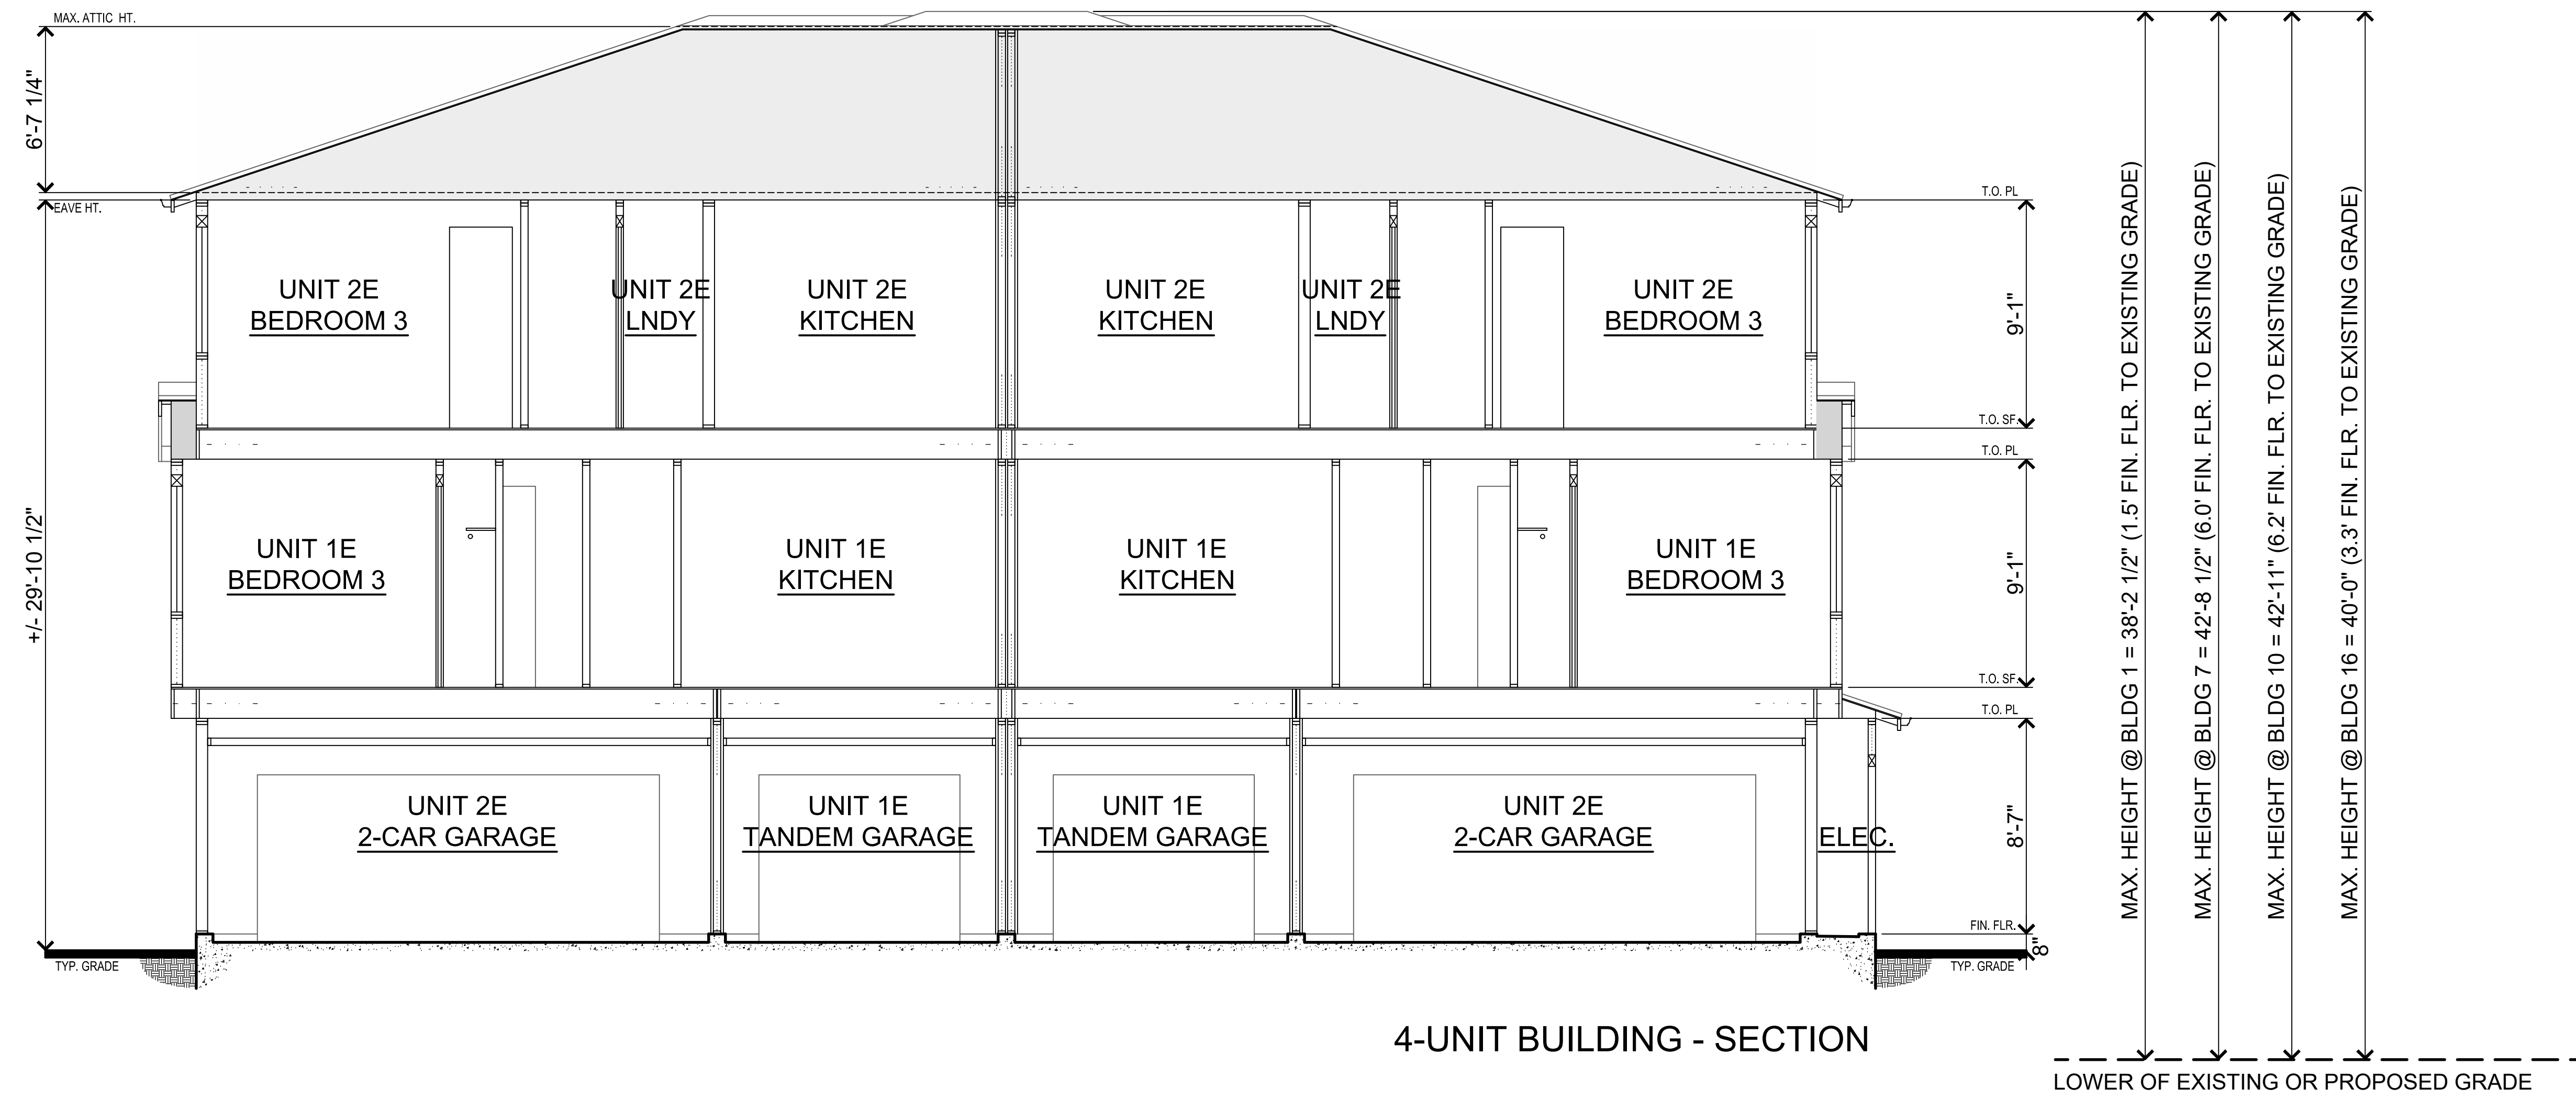 MAX. ATTIC HT.
6'-7 1/4"
EAVE HT.
+/- 29'-10 1/2"
TYP. GRADE
UNIT 2E
BEDROOM 3
UNIT 2E
LNDY
UNIT 2E
KITCHEN
UNIT 2E
KITCHEN
UNIT 2E
LNDY
UNIT 2E
BEDROOM 3
UNIT 1E
BEDROOM 3
UNIT 1E
KITCHEN
UNIT 1E
KITCHEN
UNIT 1E
BEDROOM 3
UNIT 2E
2-CAR GARAGE
UNIT 1E
TANDEM GARAGE
UNIT 1E
TANDEM GARAGE
UNIT 2E
2-CAR GARAGE
ELEC.
T.O. PL
9'-1"
T.O. SF.
T.O. PL
9'-1"
T.O. SF.
T.O. PL
8'-7"
FIN. FLR.
8"
TYP. GRADE
MAX. HEIGHT @ BLDG 1 = 38'-2 1/2" (1.5' FIN. FLR. TO EXISTING GRADE)
MAX. HEIGHT @ BLDG 7 = 42'-8 1/2" (6.0' FIN. FLR. TO EXISTING GRADE)
MAX. HEIGHT @ BLDG 10 = 42'-11" (6.2' FIN. FLR. TO EXISTING GRADE)
MAX. HEIGHT @ BLDG 16 = 40'-0" (3.3' FIN. FLR. TO EXISTING GRADE)
4-UNIT BUILDING - SECTION
LOWER OF EXISTING OR PROPOSED GRADE